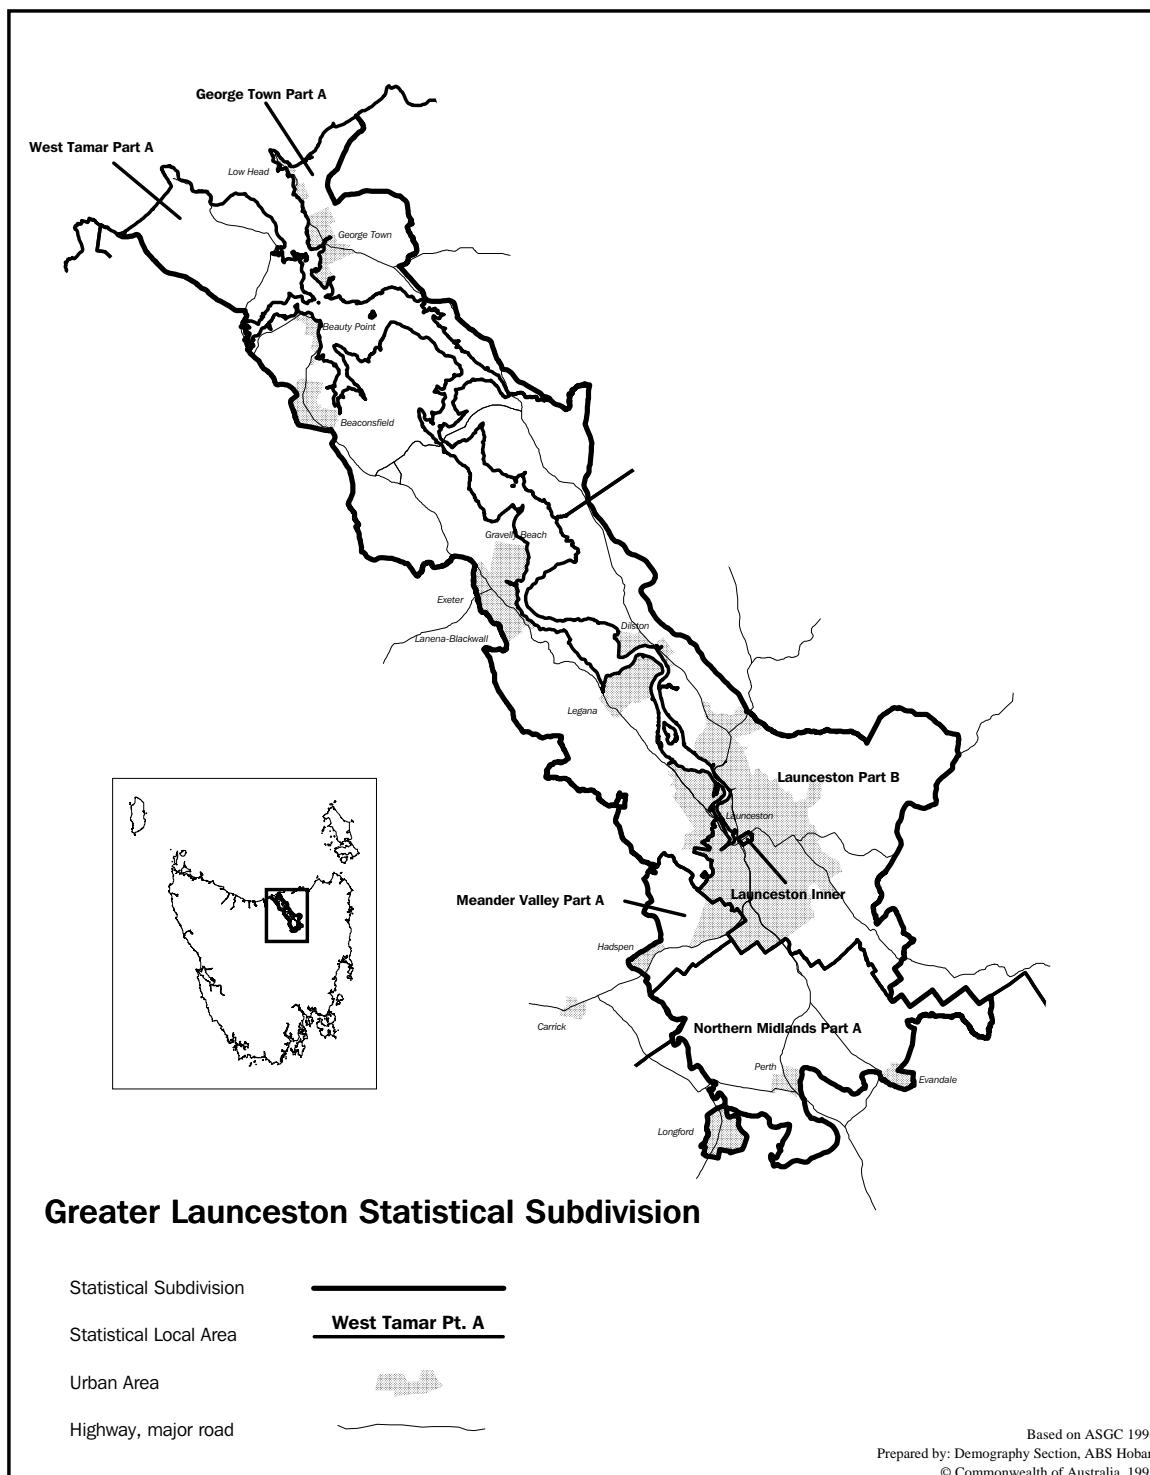 George Town Part A
West Tamar Part A
Low Head
George Town
Beauty Point
Beaconsfield
Gravelly Beach
Exeter
Dilston
Lanena-Blackwall
Legana
Launceston Part B
Launceston
Launceston Inner
Meander Valley Part A
Hadspen
Carrick
Northern Midlands Part A
Perth
Evandale
Longford
Greater Launceston Statistical Subdivision
Statistical Subdivision
Statistical Local Area
West Tamar Pt. A
Urban Area
Highway, major road
Based on ASGC 199
Prepared by: Demography Section, ABS Hobar
© Commonwealth of Australia, 199